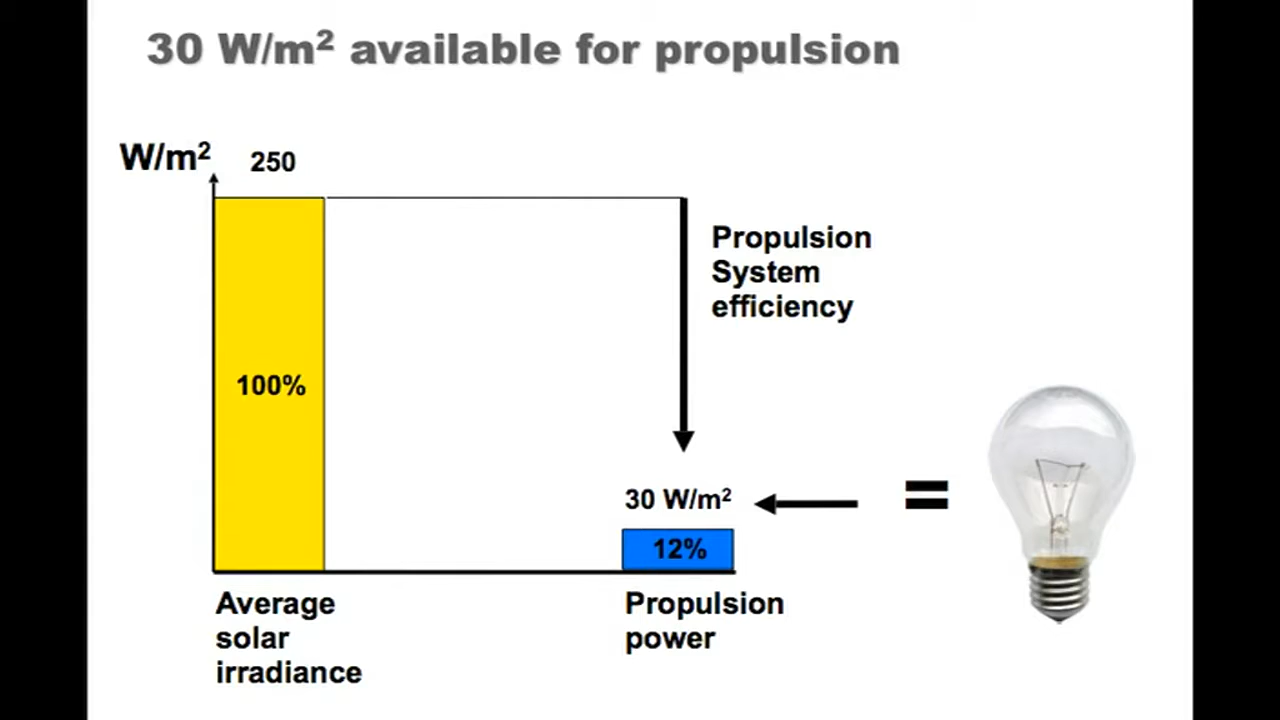 30 W/m² available for propulsion
W/m²
250
Propulsion
System
efficiency
100%
30 W/m²
=
12%
Average
solar
irradiance
Propulsion
power